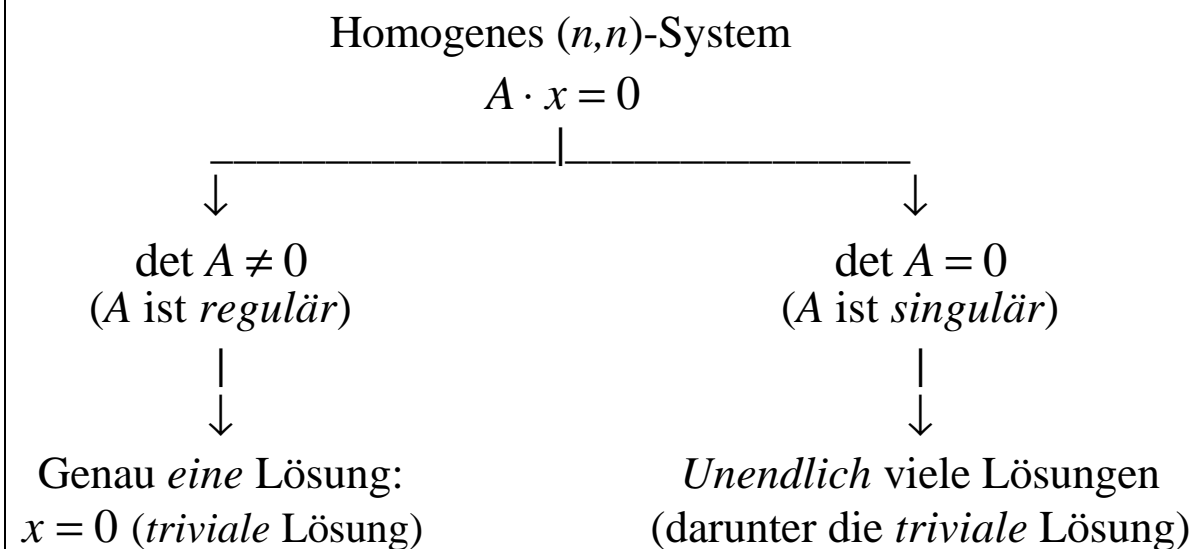 Homogenes (n,n)-System
A · x = 0
det A ≠ 0 det A = 0
(A ist regulär) (A ist singulär)
Genau eine Lösung: Unendlich viele Lösungen
x = 0 (triviale Lösung) (darunter die triviale Lösung)